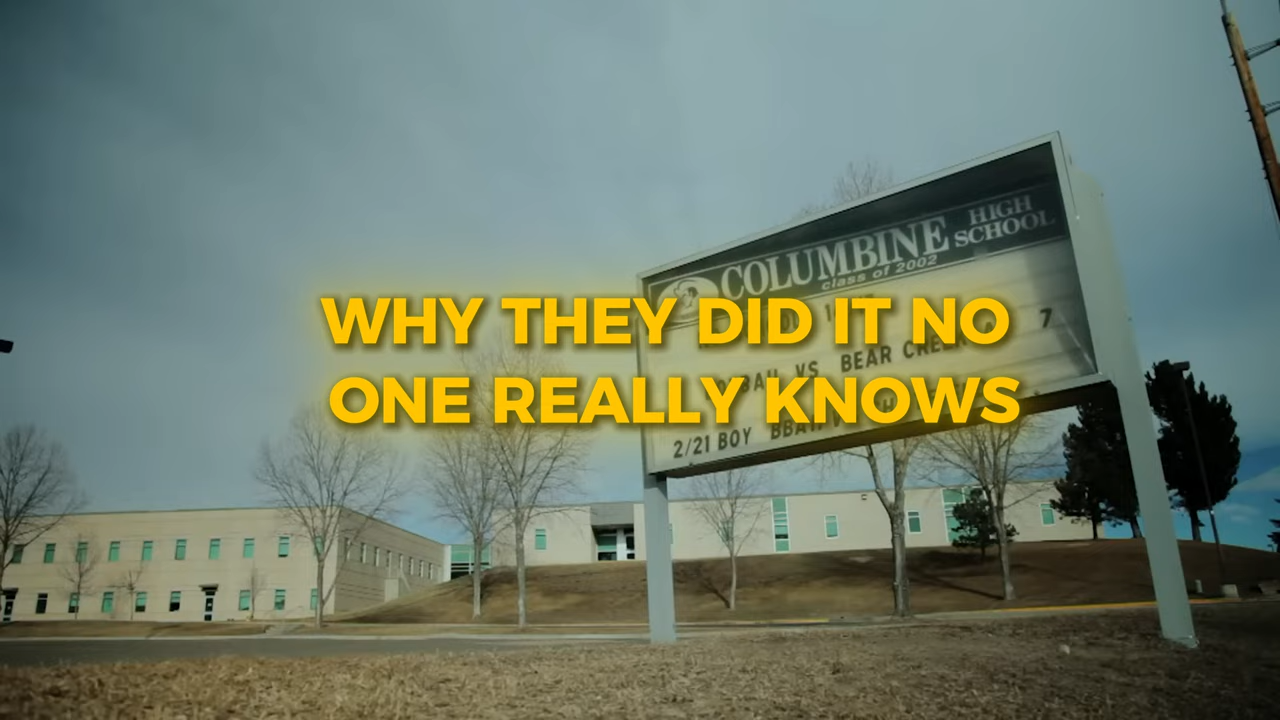 COLUMBINE HIGH SCHOOL
class of 2002
7
WHY THEY DID IT NO
VS BEAR
ONE REALLY KNOWS
2/21 BOY